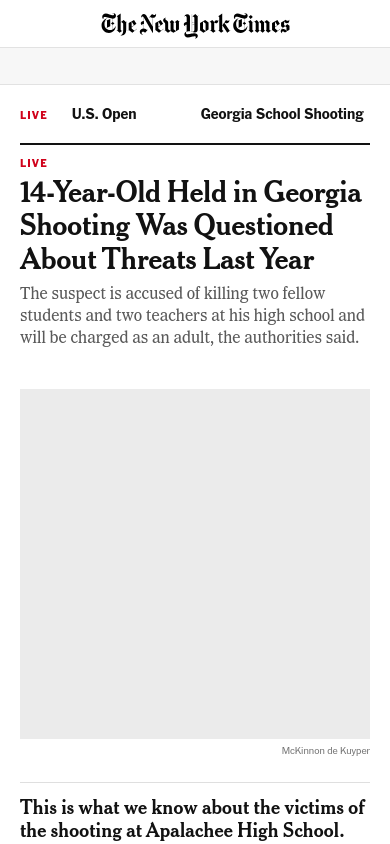 The New York Times
LIVE U.S. Open Georgia School Shooting
LIVE
14-Year-Old Held in Georgia
Shooting Was Questioned
About Threats Last Year
The suspect is accused of killing two fellow
students and two teachers at his high school and
will be charged as an adult, the authorities said.
McKinnon de Kuyper
This is what we know about the victims of
the shooting at Apalachee High School.